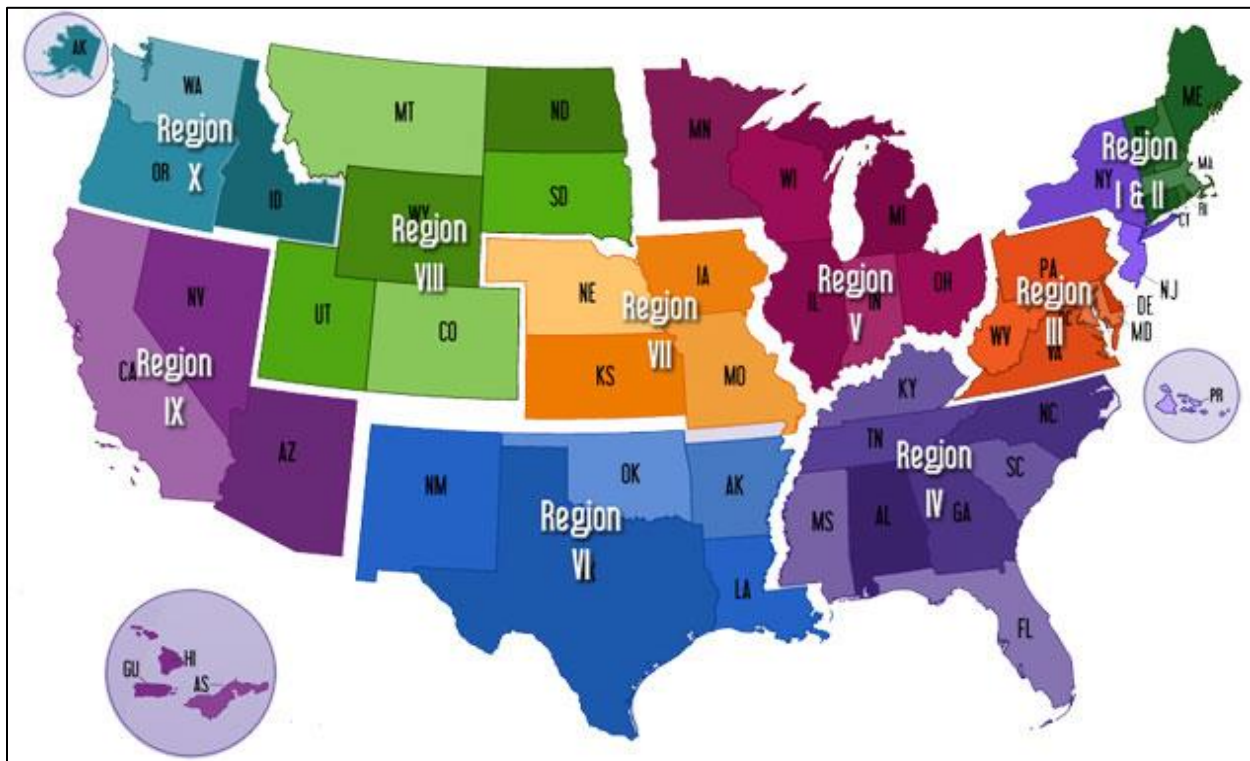 AK
WA
MT
ND
MN
ME
Region
X
OR
ID
WI
MI
NY
Region
I & II
MA
RI
CT
WY
SD
Region
VIII
NV
UT
CO
NE
IA
Region
VII
IL
IN
OH
Region
V
PA
Region
III
NJ
DE
MD
WV
VA
CA
Region
IX
AZ
KS
MO
KY
PR
NM
OK
AK
TN
NC
Region
IV
SC
Region
VI
MS
AL
GA
LA
FL
HI
GU
AS